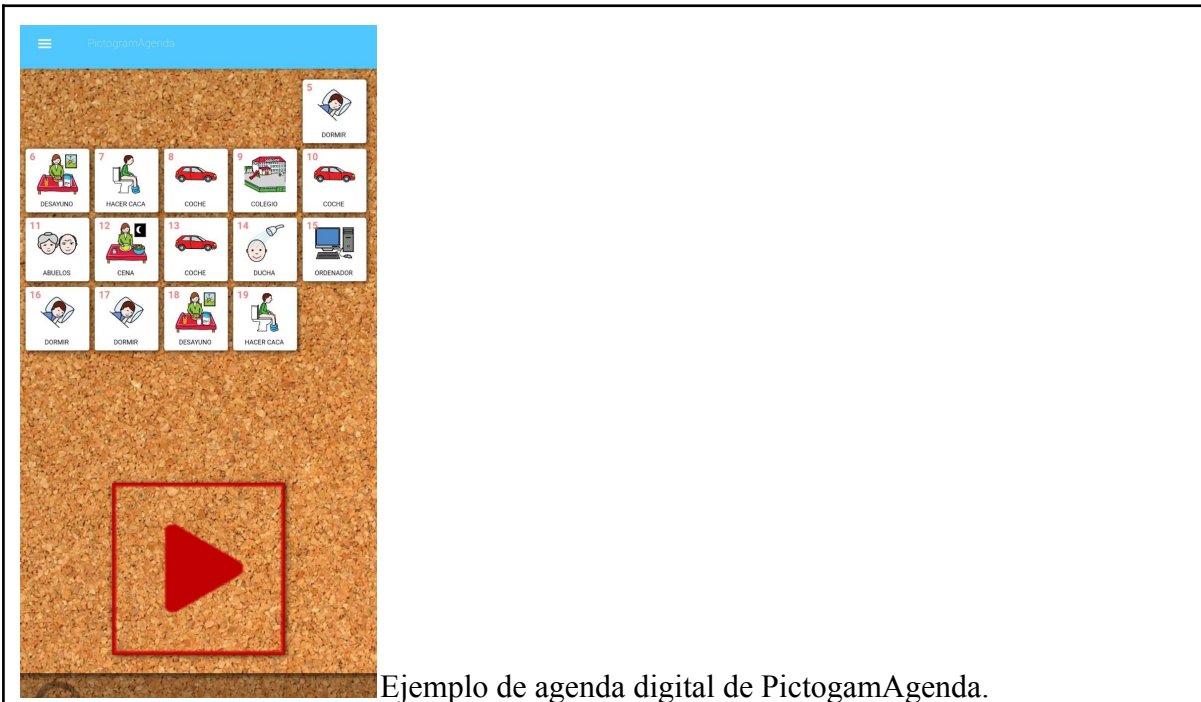 PictogramAgenda
5
DORMIR
6 7 8 9 10
DESAYUNO HACER CACA COCHE COLEGIO COCHE
11 12 13 14 15
ABUELOS CENA COCHE DUCHA ORDENADOR
16 17 18 19
DORMIR DORMIR DESAYUNO HACER CACA
Ejemplo de agenda digital de PictogamAgenda.